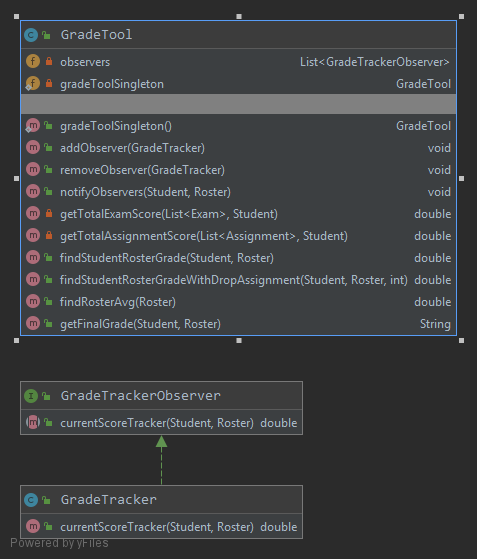 GradeTool
observers List<GradeTrackerObserver>
gradeToolSingleton GradeTool
gradeToolSingleton() GradeTool
addObserver(GradeTracker) void
removeObserver(GradeTracker) void
notifyObservers(Student, Roster) void
getTotalExamScore(List<Exam>, Student) double
getTotalAssignmentScore(List<Assignment>, Student) double
findStudentRosterGrade(Student, Roster) double
findStudentRosterGradeWithDropAssignment(Student, Roster, int) double
findRosterAvg(Roster) double
getFinalGrade(Student, Roster) String
GradeTrackerObserver
currentScoreTracker(Student, Roster) double
GradeTracker
currentScoreTracker(Student, Roster) double
Powered by yFiles